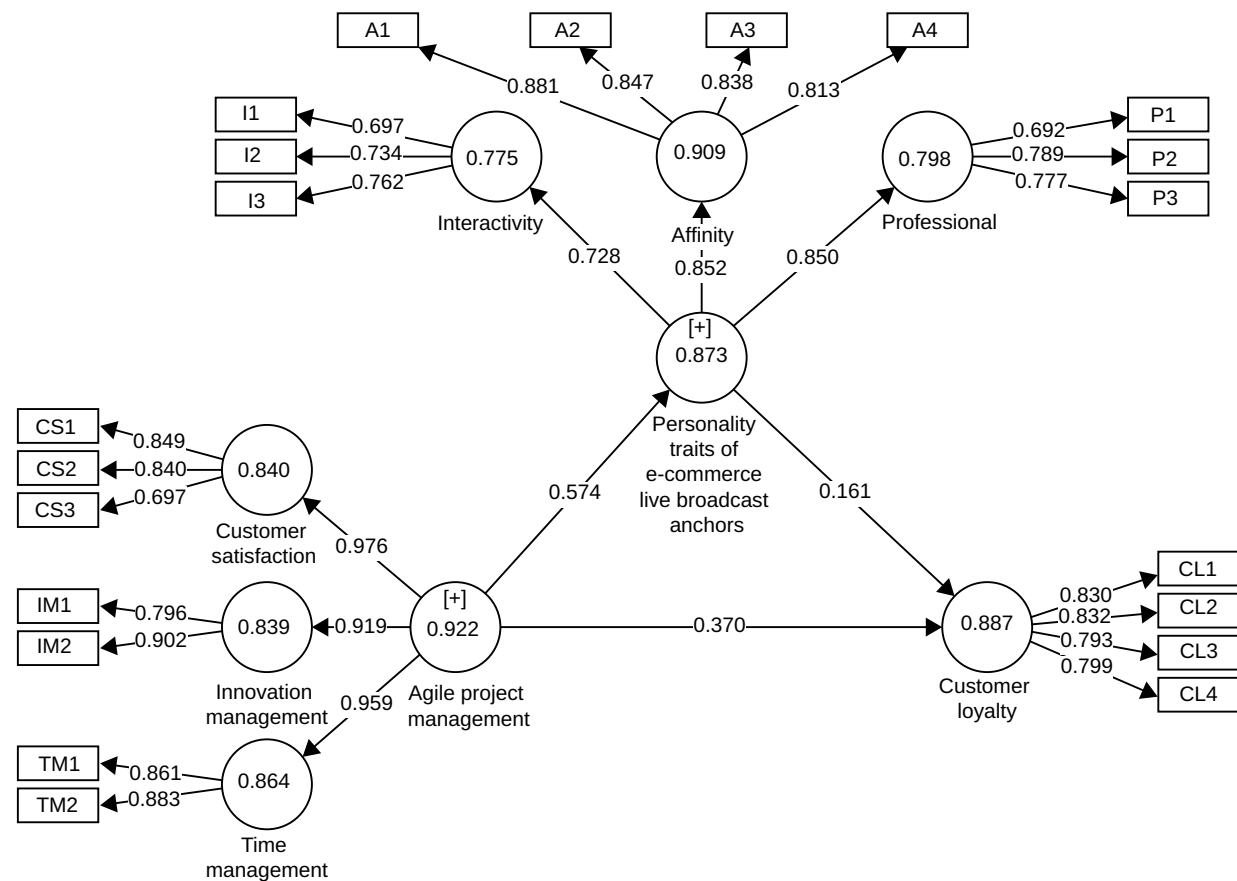 A1
A2
A3
A4
0.881
0.847
0.838
0.813
I1
I2
I3
0.697
0.734
0.762
0.775
Interactivity
0.909
Affinity
0.798
Professional
0.692
0.789
0.777
P1
P2
P3
0.728
0.852
0.850
[+]
0.873
Personality
traits of
e-commerce
live broadcast
anchors
CS1
CS2
CS3
0.849
0.840
0.697
0.840
Customer
satisfaction
0.574
0.161
0.976
IM1
IM2
0.796
0.902
0.839
Innovation
management
0.919
[+]
0.922
Agile project
management
0.370
0.887
Customer
loyalty
0.830
0.832
0.793
0.799
CL1
CL2
CL3
CL4
0.959
TM1
TM2
0.861
0.883
0.864
Time
management